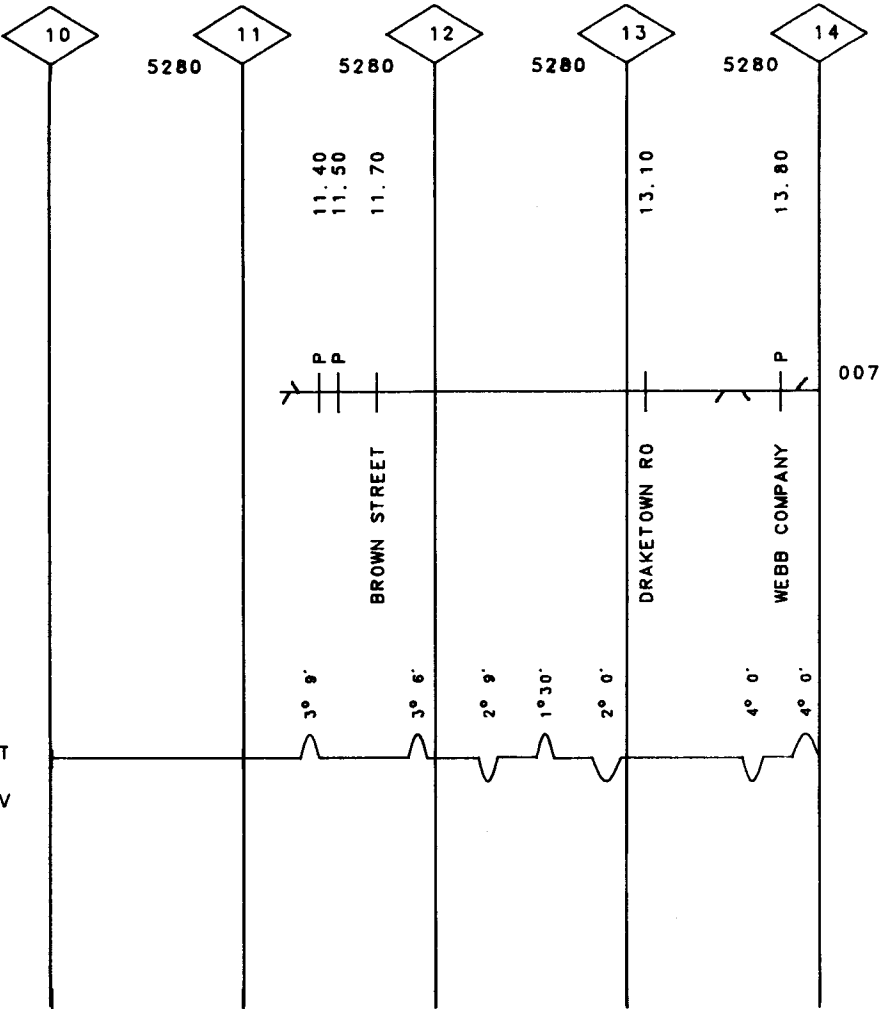 10 11 12 13 14
5280 5280 5280 5280
11.40
11.50
11.70
13.10
13.80
P
P
P
007
BROWN STREET
DRAKETOWN RD
WEBB COMPANY
3° 9'
3° 6'
2° 9'
1°30'
2° 0'
4° 0'
4° 0'
T
V